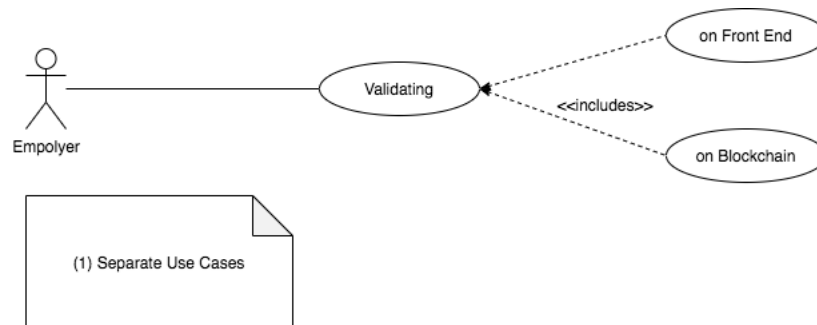 on Front End
Validating
<<includes>>
Empolyer
on Blockchain
(1) Separate Use Cases